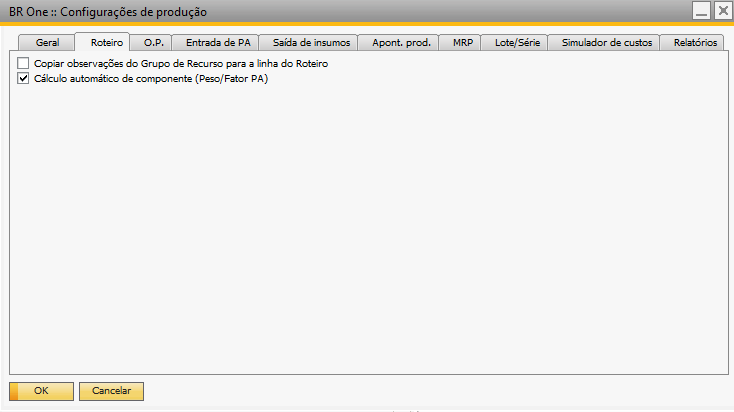 BR One :: Configurações de produção
Geral Roteiro O.P. Entrada de PA Saída de insumos Apont. prod. MRP Lote/Série Simulador de custos Relatórios
Copiar observações do Grupo de Recurso para a linha do Roteiro
Cálculo automático de componente (Peso/Fator PA)
OK Cancelar